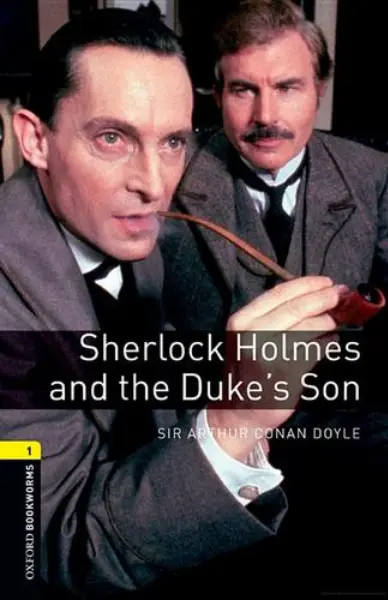 Sherlock Holmes
and the Duke's Son
SIR ARTHUR CONAN DOYLE
1
OXFORD BOOKWORMS